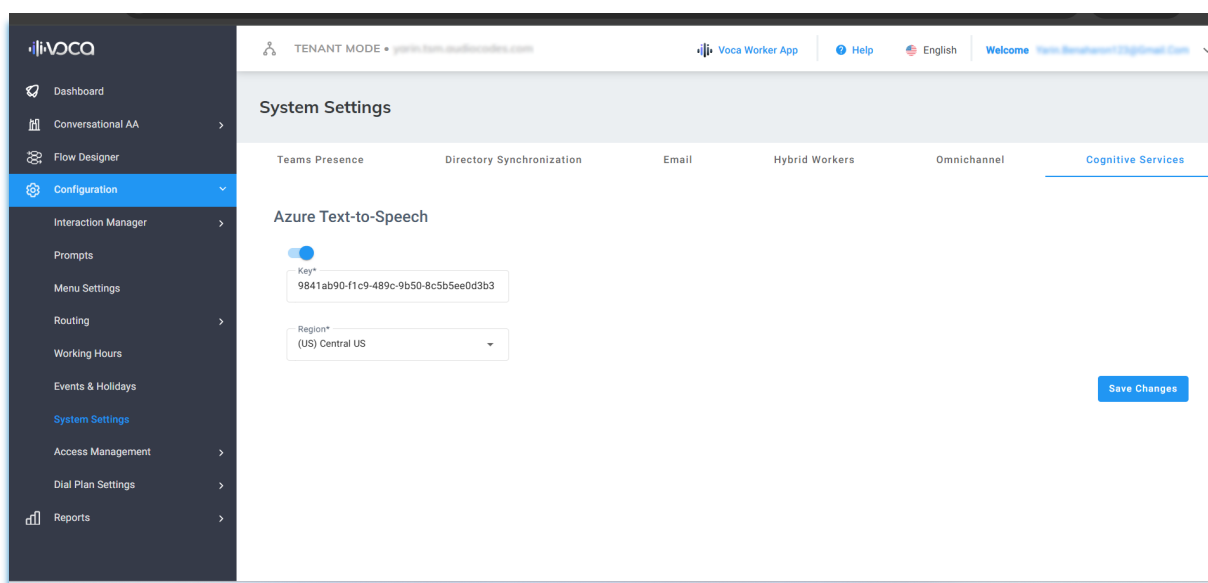 VOCA
TENANT MODE •
Voca Worker App
Help
English
Welcome
Dashboard
Conversational AA
Flow Designer
Configuration
Interaction Manager
Prompts
Menu Settings
Routing
Working Hours
Events & Holidays
System Settings
Access Management
Dial Plan Settings
Reports
System Settings
Teams Presence
Directory Synchronization
Email
Hybrid Workers
Omnichannel
Cognitive Services
Azure Text-to-Speech
Key*
9841ab90-f1c9-489c-9b50-8c5b5ee0d3b3
Region*
(US) Central US
Save Changes